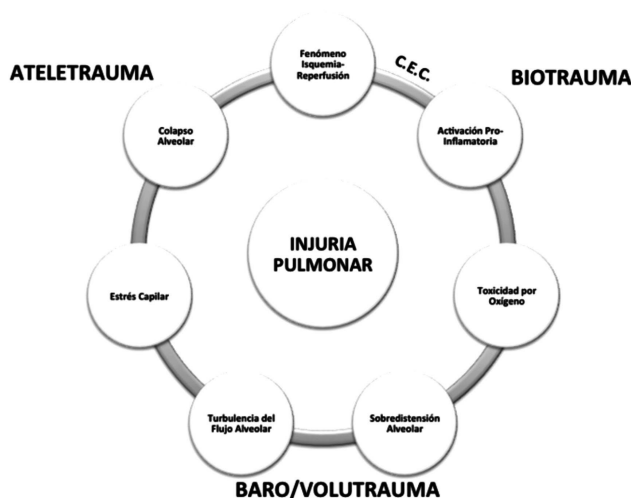 Fenómeno
Isquemia-
Reperfusión
C.E.C.
ATELETRAUMA
BIOTRAUMA
Colapso
Alveolar
Activación Pro-
Inflamatoria
INJURIA
PULMONAR
Estrés Capilar
Toxicidad por
Oxígeno
Turbulencia del
Flujo Alveolar
Sobredistensión
Alveolar
BARO/VOLUTRAUMA